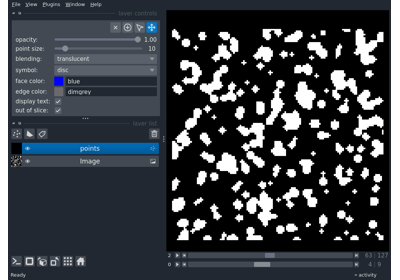 File View Plugins Window Help
layer controls
opacity: 1.00
point size: 10
blending: translucent
symbol: disc
face color: blue
edge color: dimgrey
display text:
out of slice:
layer list
points
Image
2 63 127
0 4 9
Ready
activity